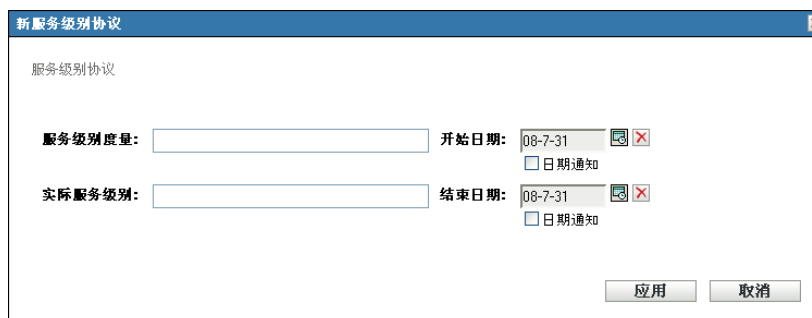 新服务级别协议
服务级别协议
服务级别度量: 开始日期: 08-7-31
日期通知
实际服务级别: 结束日期: 08-7-31
日期通知
应用 取消